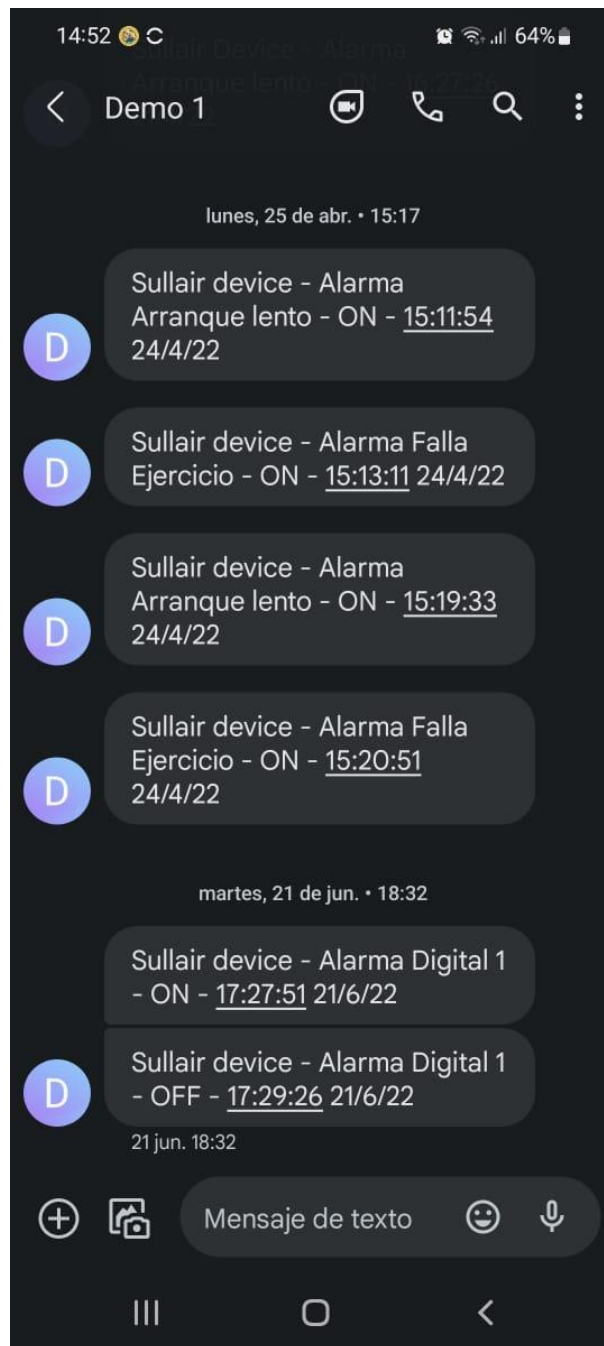 14:52
64%
Sullair Device - Alarma
Arranque lento - ON - 16:27:26
Demo 1
lunes, 25 de abr. • 15:17
Sullair device - Alarma
Arranque lento - ON - 15:11:54
24/4/22
D
Sullair device - Alarma Falla
Ejercicio - ON - 15:13:11 24/4/22
D
Sullair device - Alarma
Arranque lento - ON - 15:19:33
24/4/22
D
Sullair device - Alarma Falla
Ejercicio - ON - 15:20:51
24/4/22
D
martes, 21 de jun. • 18:32
Sullair device - Alarma Digital 1
- ON - 17:27:51 21/6/22
Sullair device - Alarma Digital 1
- OFF - 17:29:26 21/6/22
D
21 jun. 18:32
Mensaje de texto